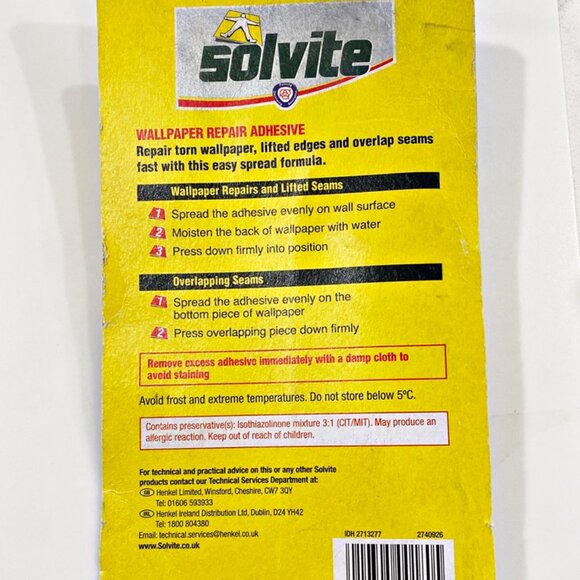 solvite
WALLPAPER REPAIR ADHESIVE
Repair torn wallpaper, lifted edges and overlap seams
fast with this easy spread formula.
Wallpaper Repairs and Lifted Seams
1 Spread the adhesive evenly on wall surface
2 Moisten the back of wallpaper with water
3 Press down firmly into position
Overlapping Seams
1 Spread the adhesive evenly on the
bottom piece of wallpaper
2 Press overlapping piece down firmly
Remove excess adhesive immediately with a damp cloth to
avoid staining
Avoid frost and extreme temperatures. Do not store below 5°C.
Contains preservative(s): Isothiazolinone mixture 3:1 (CIT/MIT). May produce an
allergic reaction. Keep out of reach of children.
For technical and practical advice on this or any other Solvite
products contact our Technical Services Department at:
GB Henkel Limited, Winsford, Cheshire, CW7 3QY
Tel: 01606 593933
IRL Henkel Ireland Distribution Ltd, Dublin, D24 YH42
Tel: 1800 804380
Email: technical.services@henkel.co.uk
www.Solvite.co.uk
IDH 2713277 2740926